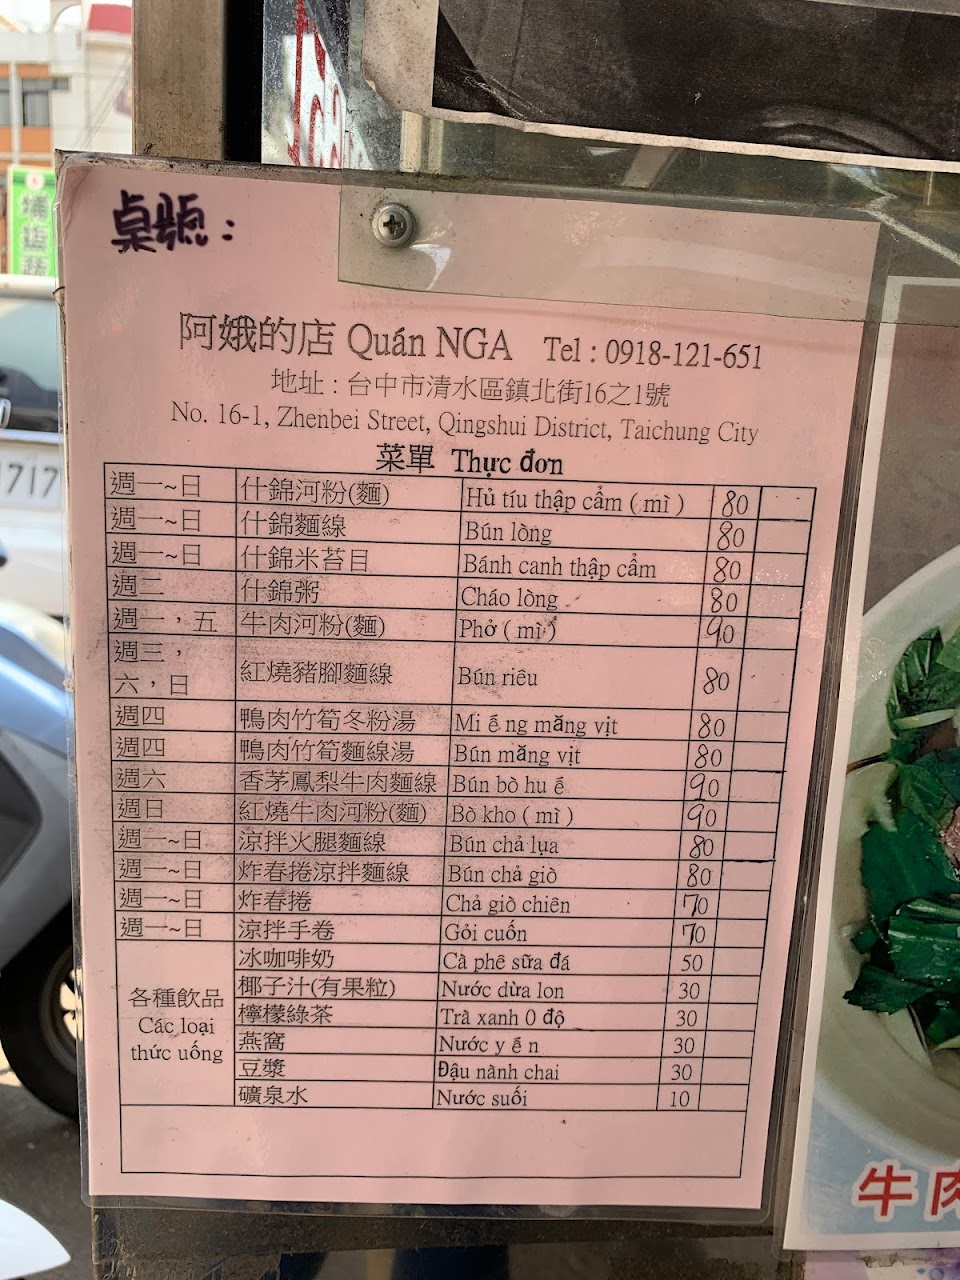 桌號:
阿娥的店 Quán NGA Tel : 0918-121-651
地址 : 台中市清水區鎮北街16之1號
No. 16-1, Zhenbei Street, Qingshui District, Taichung City
菜單 Thực đơn
週一~日 什錦河粉(麵) Hủ tíu thập cẩm ( mì ) 80
週一~日 什錦麵線 Bún lòng 80
週一~日 什錦米苔目 Bánh canh thập cẩm 80
週二 什錦粥 Cháo lòng 80
週一，五 牛肉河粉(麵) Phở ( mì ) 90
週三，六，日 紅燒豬腳麵線 Bún riêu 80
週四 鴨肉竹筍冬粉湯 Mi ế ng măng vịt 80
週四 鴨肉竹筍麵線湯 Bún măng vịt 80
週六 香茅鳳梨牛肉麵線 Bún bò hu ế 90
週日 紅燒牛肉河粉(麵) Bò kho ( mì ) 90
週一~日 涼拌火腿麵線 Bún chả lụa 80
週一~日 炸春捲涼拌麵線 Bún chả giò 80
週一~日 炸春捲 Chả giò chiên 70
週一~日 涼拌手卷 Gỏi cuốn 70
各種飲品 Các loại thức uống
冰咖啡奶 Cà phê sữa đá 50
椰子汁(有果粒) Nước dừa lon 30
檸檬綠茶 Trà xanh 0 độ 30
燕窩 Nước y ế n 30
豆漿 Đậu nành chai 30
礦泉水 Nước suối 10
1717
牛肉